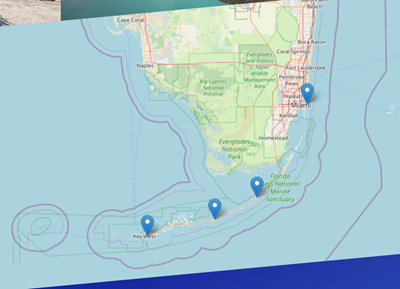 Palm
Beach
Cape Coral
Boca Raton
Coral Springs
Naples
Everglades
and Francis
S. Taylor
Wildlife
Management
Area
Fort Lauderdale
Big Cypress
National
Preserve
Pembroke
Pines
Hialeah
Miami
Kendall
Homestead
Everglades
National
Park
Florida
Keys National
Marine
Sanctuary
Key West